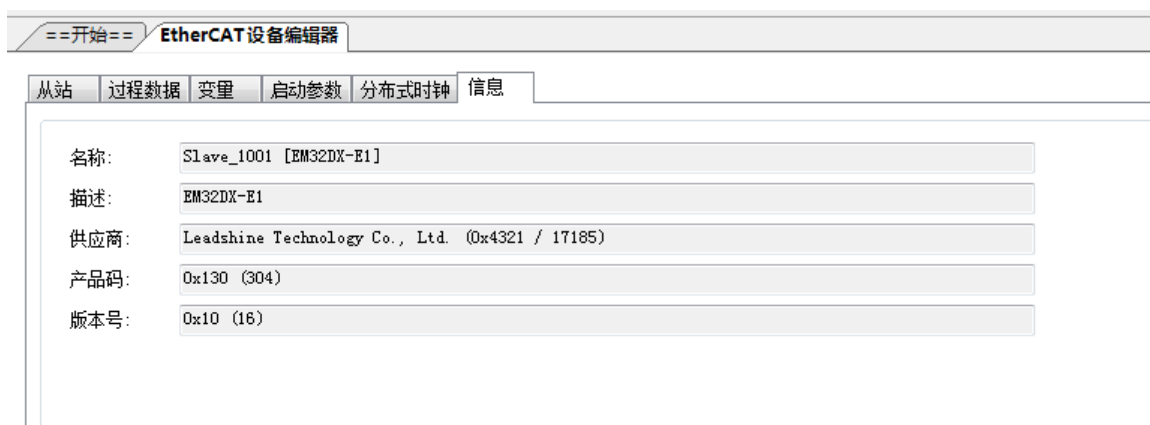 ==开始== EtherCAT设备编辑器
从站 过程数据 变量 启动参数 分布式时钟 信息
名称: Slave_1001 [EM32DX-E1]
描述: EM32DX-E1
供应商: Leadshine Technology Co., Ltd. (0x4321 / 17185)
产品码: 0x130 (304)
版本号: 0x10 (16)